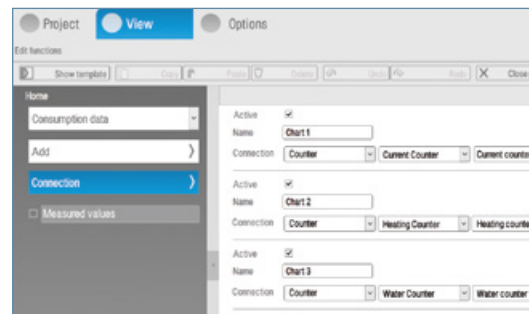 Project View Options
Edit functions
Show template Copy Paste Delete Undo Redo Close
Home
Consumption data
Add
Connection
Measured values
Active
Name Chart 1
Connection Counter Current Counter Current counter
Active
Name Chart 2
Connection Counter Heating Counter Heating counte
Active
Name Chart 3
Connection Counter Water Counter Water counter